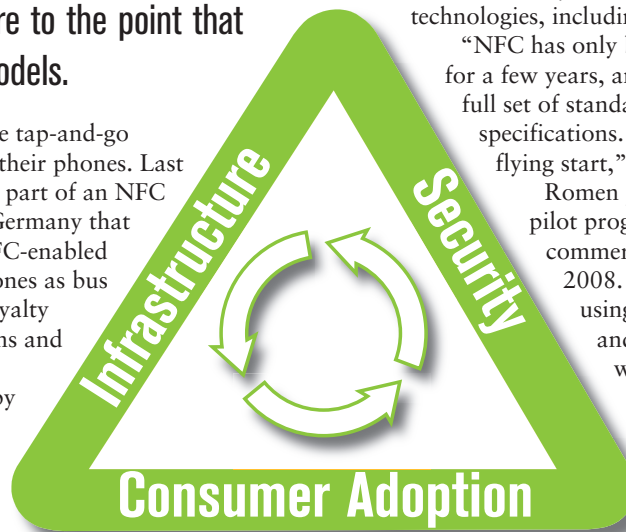 re to the point that
odels.
e tap-and-go
their phones. Last
part of an NFC
Germany that
FC-enabled
ones as bus
yalty
ns and
by
technologies, including
"NFC has only
for a few years, a
full set of standa
specifications.
flying start,"
Romen
pilot prog
commer
2008.
using
and
w
Infrastructure
Security
Consumer Adoption